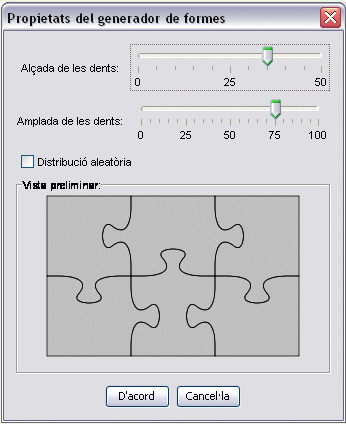 Propietats del generador de formes
Alçada de les dents:
0 25 50
Amplada de les dents:
0 25 50 75 100
Distribució aleatòria
Vista preliminar:
D'acord Cancel·la